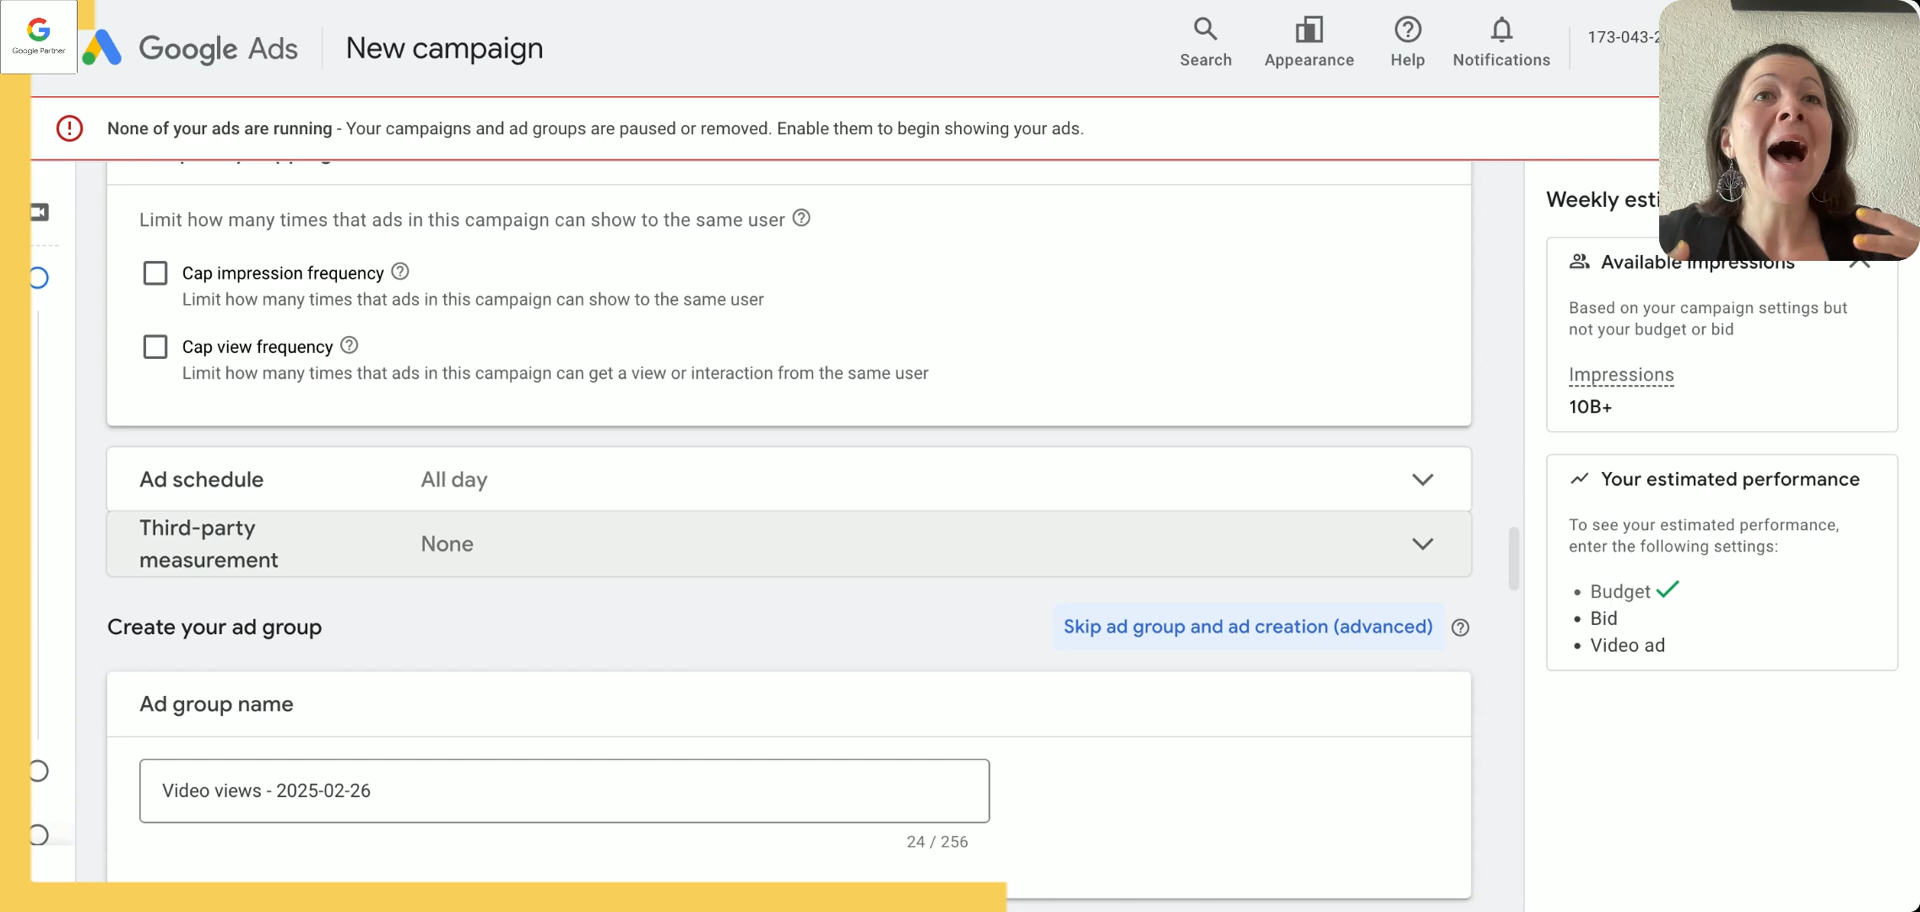 Google Partner
Google Ads
New campaign
Search
Appearance
Help
Notifications
173-043-2
None of your ads are running - Your campaigns and ad groups are paused or removed. Enable them to begin showing your ads.
Limit how many times that ads in this campaign can show to the same user
Cap impression frequency
Limit how many times that ads in this campaign can show to the same user
Cap view frequency
Limit how many times that ads in this campaign can get a view or interaction from the same user
Ad schedule
All day
Third-party
measurement
None
Create your ad group
Skip ad group and ad creation (advanced)
Ad group name
Video views - 2025-02-26
24 / 256
Weekly esti
Available impressions
Based on your campaign settings but
not your budget or bid
Impressions
10B+
Your estimated performance
To see your estimated performance,
enter the following settings:
• Budget
• Bid
• Video ad